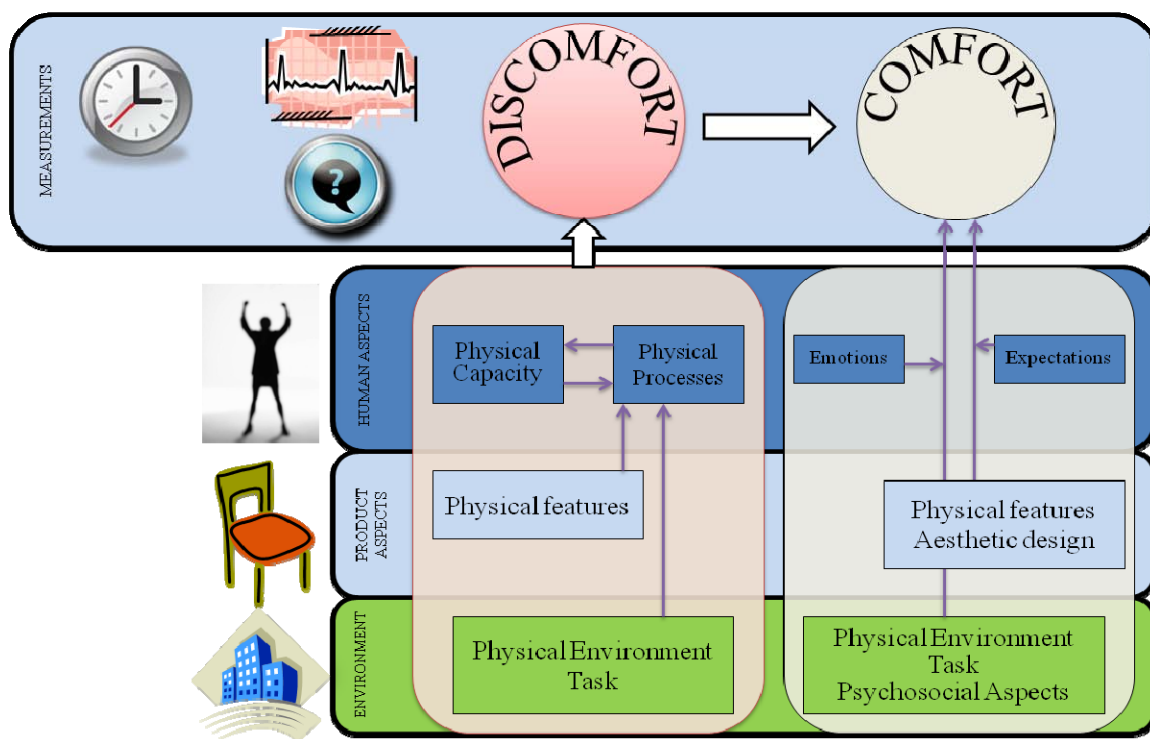 MEASUREMENTS
?
DISCOMFORT
COMFORT
HUMAN ASPECTS
Physical
Capacity
Physical
Processes
Emotions
Expectations
PRODUCT
ASPECTS
Physical features
Physical features
Aesthetic design
ENVIRONMENT
Physical Environment
Task
Physical Environment
Task
Psychosocial Aspects